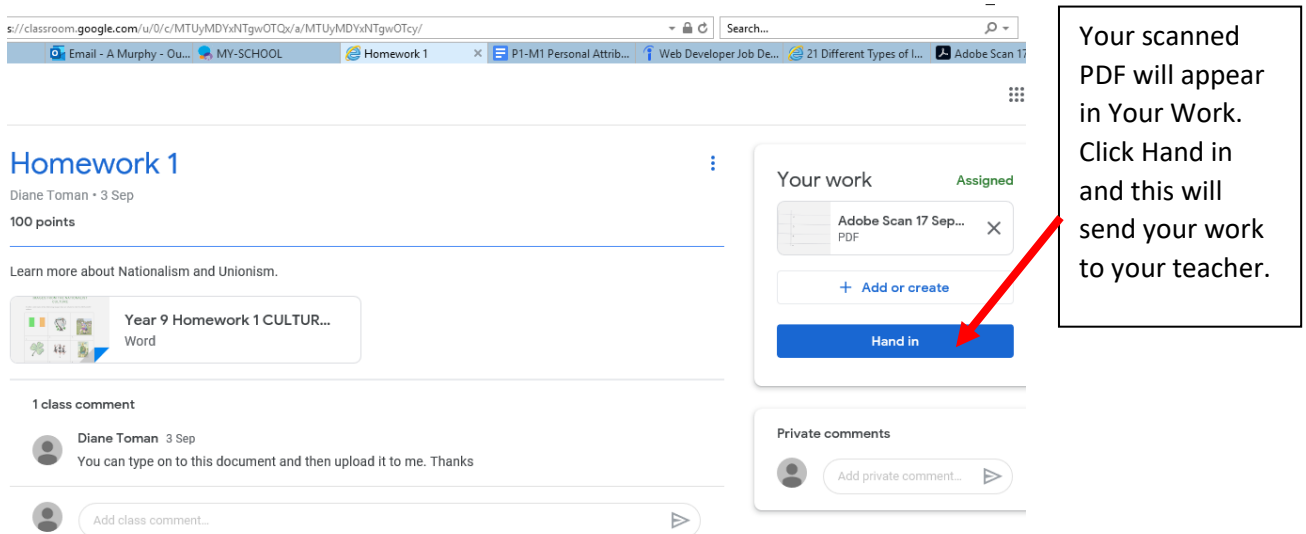 s://classroom.google.com/u/0/c/MTUyMDYxNTgwOTQx/a/MTUyMDYxNTgwOTcy/
Search...
Email - A Murphy - Ou...
MY-SCHOOL
Homework 1
P1-M1 Personal Attrib...
Web Developer Job De...
21 Different Types of I...
Adobe Scan 17
Homework 1
Diane Toman • 3 Sep
100 points
Learn more about Nationalism and Unionism.
Year 9 Homework 1 CULTUR...
Word
1 class comment
Diane Toman 3 Sep
You can type on to this document and then upload it to me. Thanks
Add class comment...
Your work
Assigned
Adobe Scan 17 Sep...
PDF
+ Add or create
Hand in
Private comments
Add private comment...
Your scanned
PDF will appear
in Your Work.
Click Hand in
and this will
send your work
to your teacher.